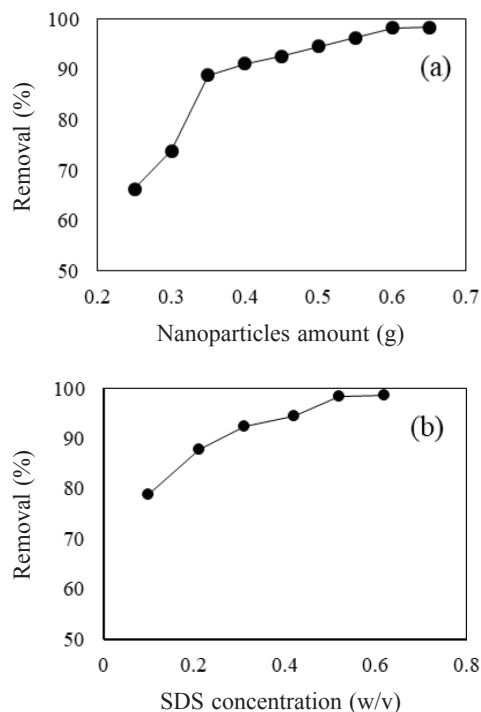 100
90
80
70
60
50
Removal (%)
(a)
0.2 0.3 0.4 0.5 0.6 0.7
Nanoparticles amount (g)
100
90
80
70
60
50
Removal (%)
(b)
0 0.2 0.4 0.6 0.8
SDS concentration (w/v)